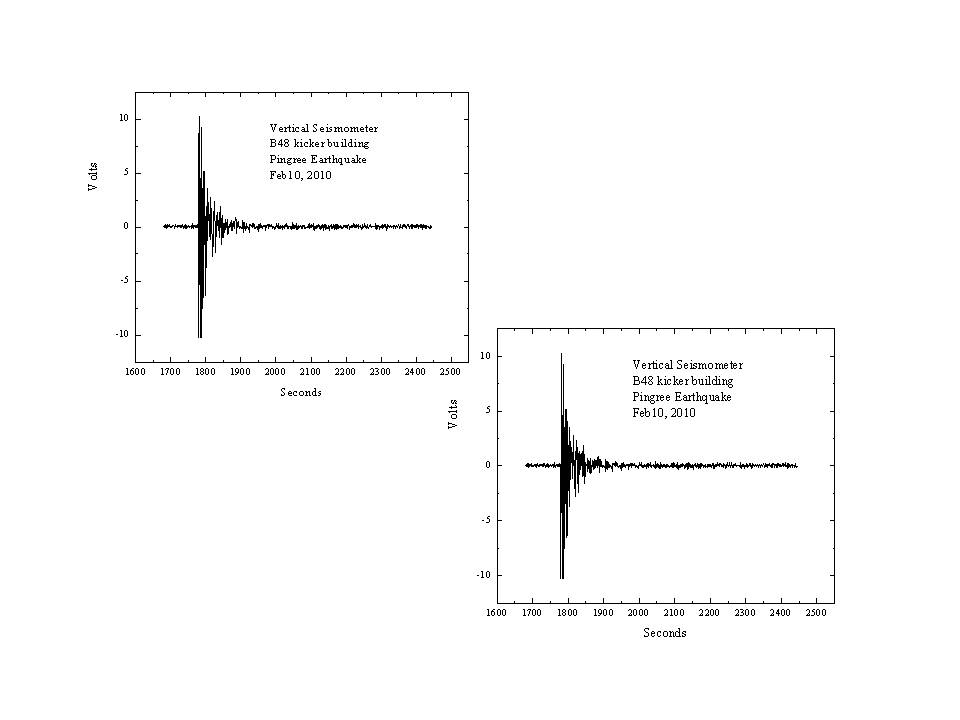 10
5
0
-5
-10
Volts
Vertical Seismometer
B48 kicker building
Pingree Earthquake
Feb10, 2010
1600 1700 1800 1900 2000 2100 2200 2300 2400 2500
Seconds
10
5
0
-5
-10
Volts
Vertical Seismometer
B48 kicker building
Pingree Earthquake
Feb10, 2010
1600 1700 1800 1900 2000 2100 2200 2300 2400 2500
Seconds